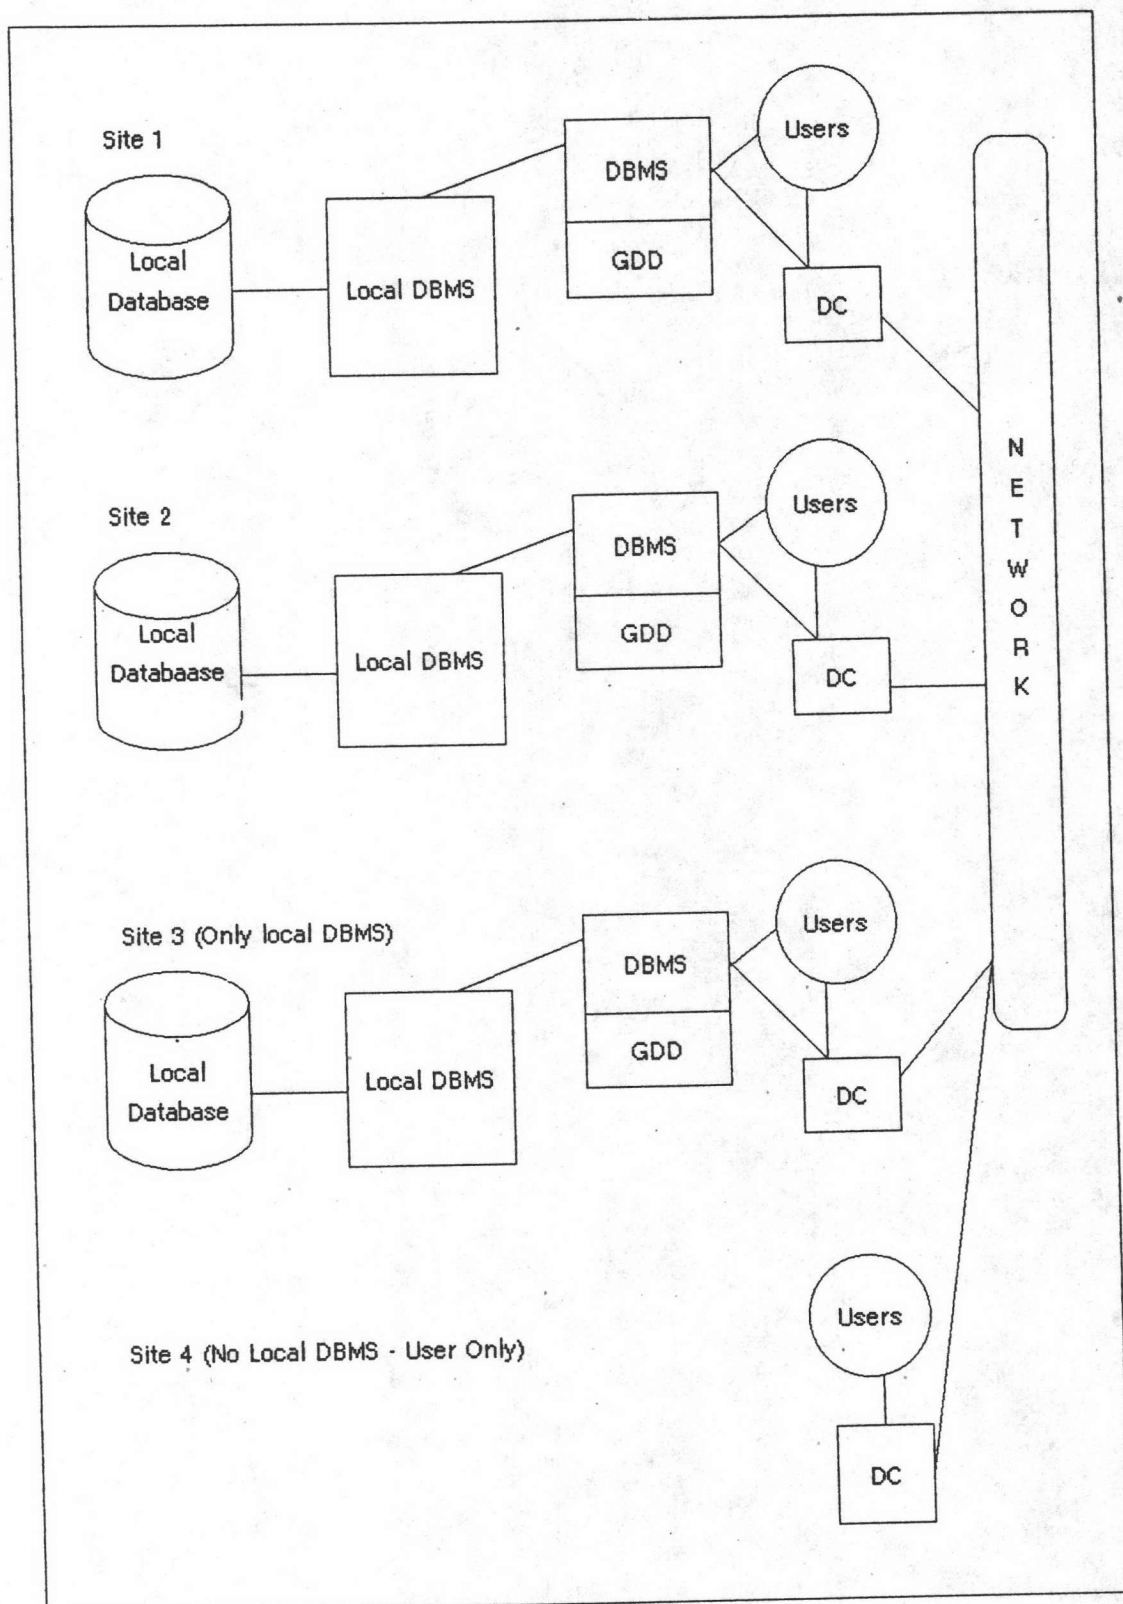 Site 1
Local
Database
Local DBMS
DBMS
GDD
Users
DC
NETWORK
Site 2
Local
Databaase
Local DBMS
DBMS
GDD
Users
DC
Site 3 (Only local DBMS)
Local
Database
Local DBMS
DBMS
GDD
Users
DC
Site 4 (No Local DBMS - User Only)
Users
DC